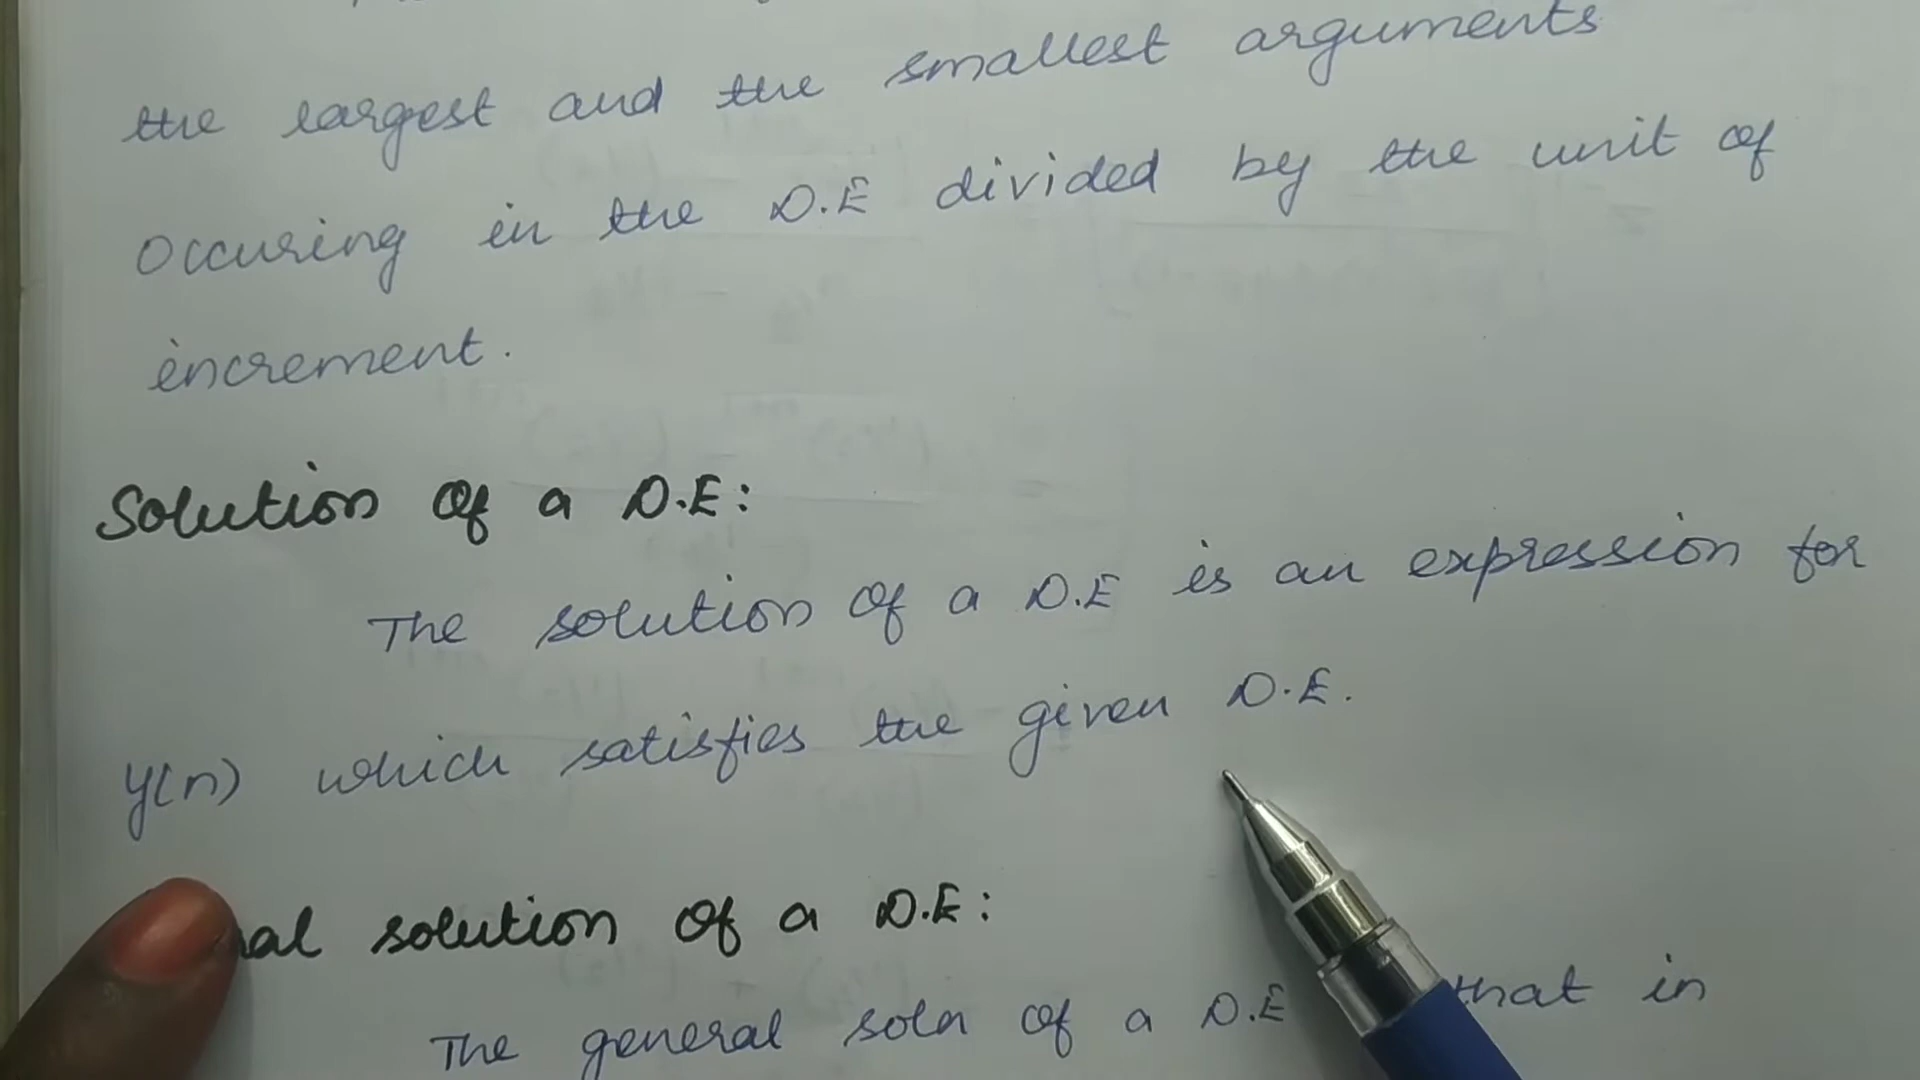 the largest and the smallest arguments
occuring in the D.E divided by the unit of
increment.
Solution of a D.E:
The solution of a D.E is an expression for
y(n) which satisfies the given D.E.
al solution of a D.E:
The general soln of a D.E that in